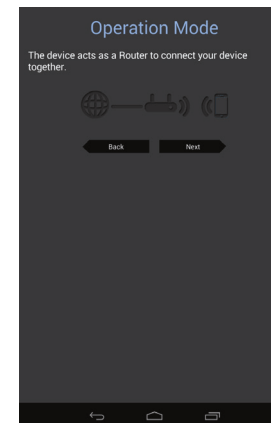 Operation Mode
The device acts as a Router to connect your device
together.
Back
Next